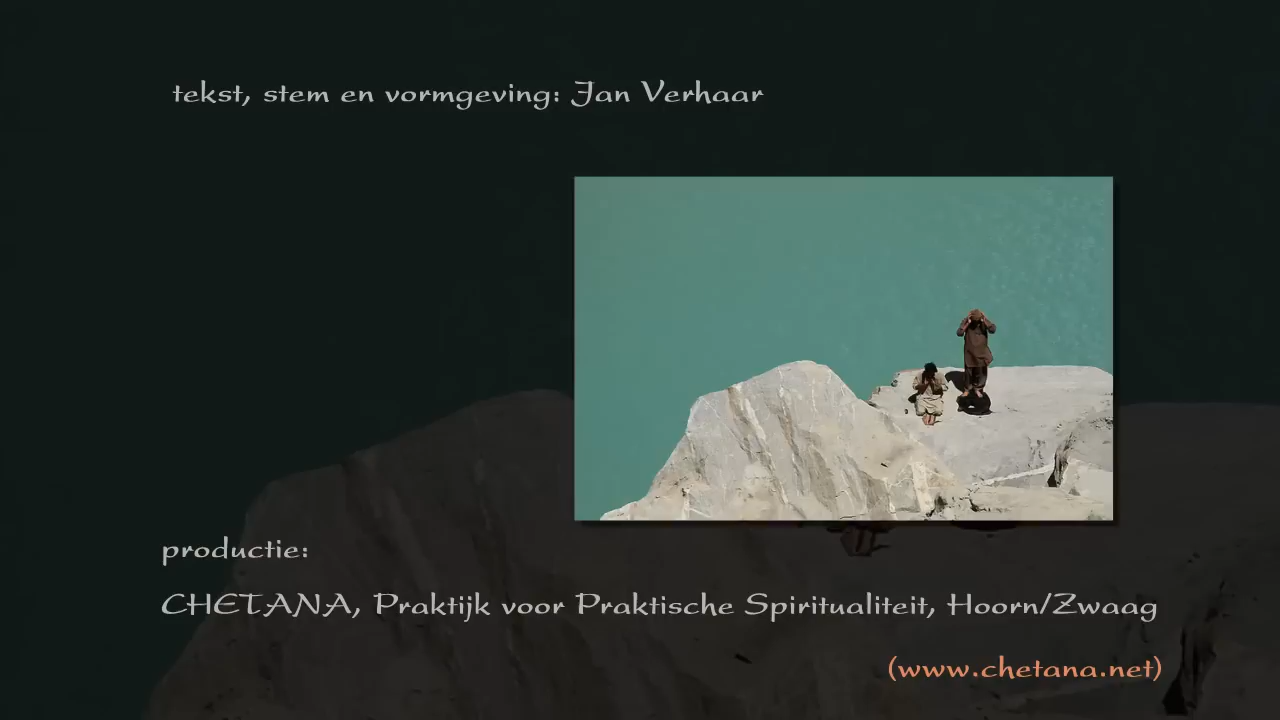 tekst, stem en vormgeving: Jan Verhaar
productie:
CHETANA, Praktijk voor Praktische Spiritualiteit, Hoorn/Zwaag
(www.chetana.net)